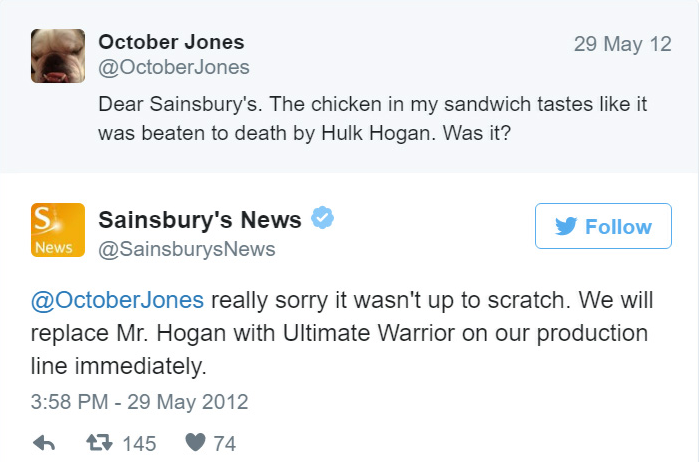 October Jones
29 May 12
@OctoberJones
Dear Sainsbury's. The chicken in my sandwich tastes like it
was beaten to death by Hulk Hogan. Was it?
S
News
Sainsbury's News
Follow
@SainsburysNews
@OctoberJones really sorry it wasn't up to scratch. We will
replace Mr. Hogan with Ultimate Warrior on our production
line immediately.
3:58 PM - 29 May 2012
145
74